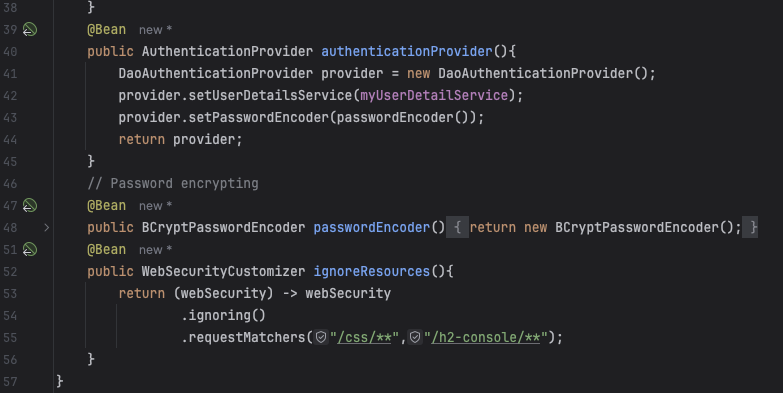 38 }
39 @Bean new *
40 public AuthenticationProvider authenticationProvider(){
41 DaoAuthenticationProvider provider = new DaoAuthenticationProvider();
42 provider.setUserDetailsService(myUserDetailService);
43 provider.setPasswordEncoder(passwordEncoder());
44 return provider;
45 }
46 // Password encrypting
47 @Bean new *
48 public BCryptPasswordEncoder passwordEncoder() { return new BCryptPasswordEncoder(); }
51 @Bean new *
52 public WebSecurityCustomizer ignoreResources(){
53 return (webSecurity) -> webSecurity
54 .ignoring()
55 .requestMatchers("/css/**","/h2-console/**");
56 }
57 }